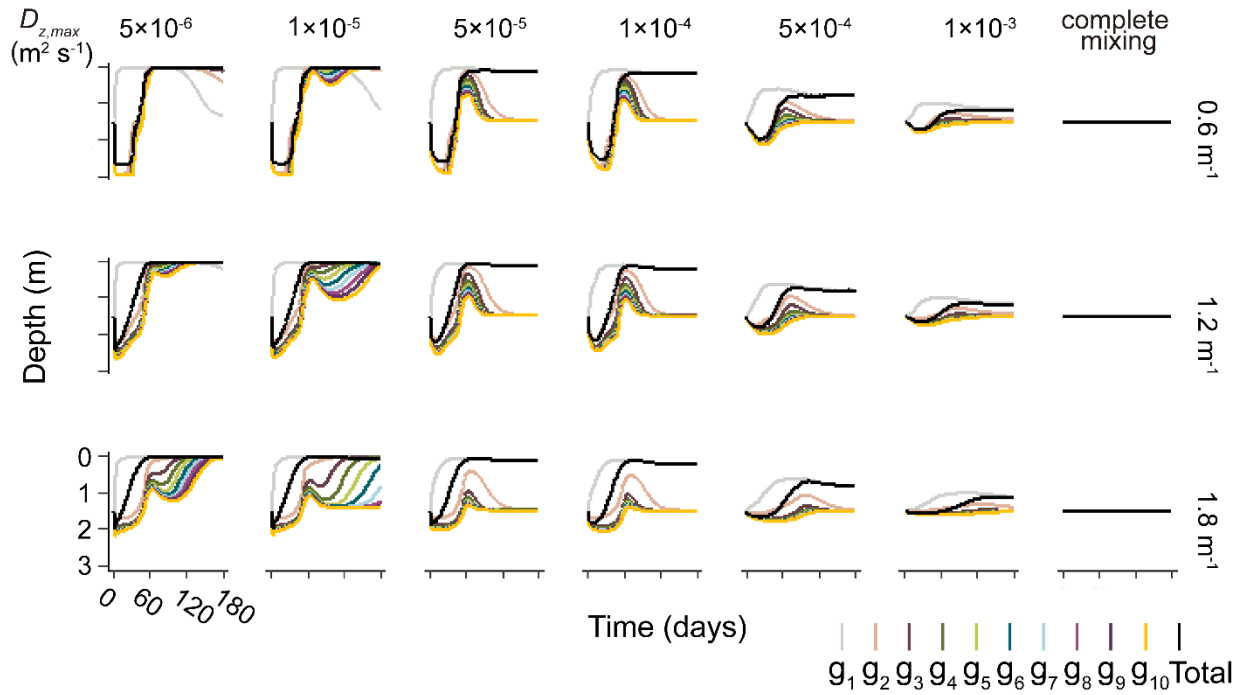 D_z,max (m² s⁻¹) 5×10⁻⁶ 1×10⁻⁵ 5×10⁻⁵ 1×10⁻⁴ 5×10⁻⁴ 1×10⁻³ complete mixing
0.6 m⁻¹
1.2 m⁻¹
1.8 m⁻¹
Depth (m)
0
1
2
3
0 60 120 180
Time (days)
g₁ g₂ g₃ g₄ g₅ g₆ g₇ g₈ g₉ g₁₀ Total